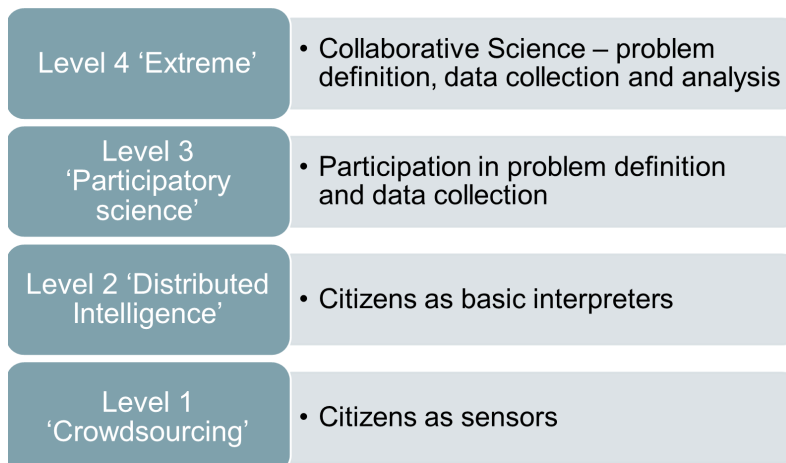 Level 4 ‘Extreme’
• Collaborative Science – problem
definition, data collection and analysis
Level 3
‘Participatory
science’
• Participation in problem definition
and data collection
Level 2 ‘Distributed
Intelligence’
• Citizens as basic interpreters
Level 1
‘Crowdsourcing’
• Citizens as sensors